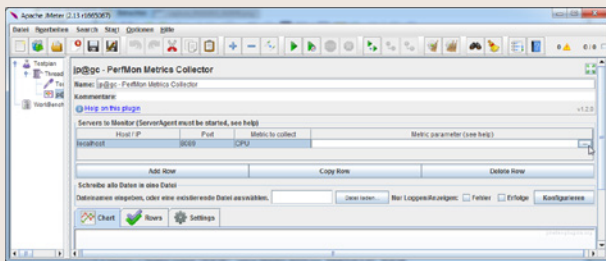 Apache JMeter (2.13 r1665067)
Datei Bearbeiten Search Start Optionen Hilfe
0 0 / 0
Testplan
Thread
WorkBench
jp@gc - PerfMon Metrics Collector
Name: jp@gc - PerfMon Metrics Collector
Kommentare:
Help on this plugin
v1.2.0
Servers to Monitor (ServerAgent must be started, see help)
Host / IP Port Metric to collect Metric parameter (see help)
localhost CPU ...
Add Row Copy Row Delete Row
Schreibe alle Daten in eine Datei
Dateinamen eingeben, oder eine existierende Datei auswählen. Datei laden... Nur Loggen/Anzeigen: Fehler Erfolge Konfigurieren
Chart Rows Settings